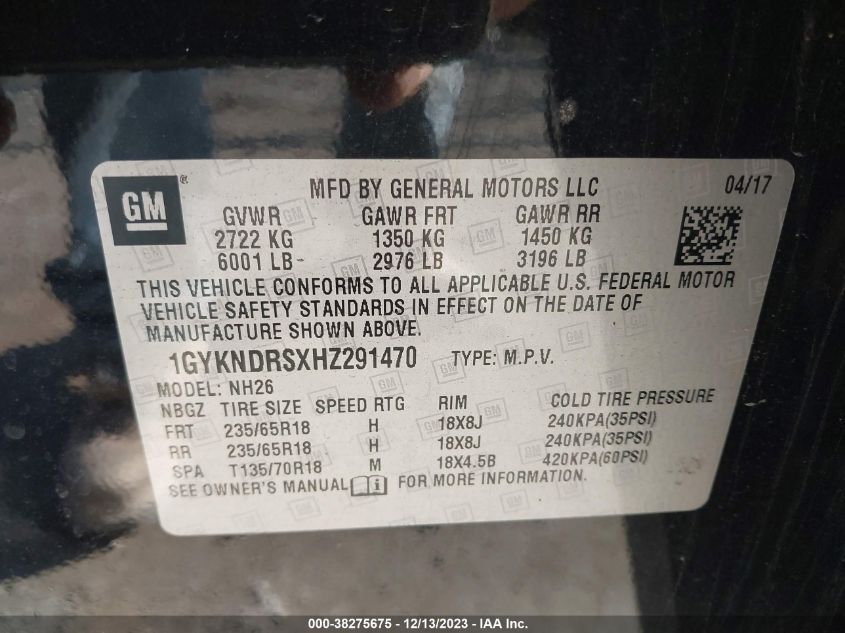 GM ®
MFD BY GENERAL MOTORS LLC 04/17
GVWR GAWR FRT GAWR RR
2722 KG 1350 KG 1450 KG
6001 LB 2976 LB 3196 LB
THIS VEHICLE CONFORMS TO ALL APPLICABLE U.S. FEDERAL MOTOR
VEHICLE SAFETY STANDARDS IN EFFECT ON THE DATE OF
MANUFACTURE SHOWN ABOVE.
1GYKNDRSXHZ291470 TYPE: M.P.V.
MODEL: NH26
NBGZ TIRE SIZE SPEED RTG RIM COLD TIRE PRESSURE
FRT 235/65R18 H 18X8J 240KPA(35PSI)
RR 235/65R18 H 18X8J 240KPA(35PSI)
SPA T135/70R18 M 18X4.5B 420KPA(60PSI)
SEE OWNER'S MANUAL i FOR MORE INFORMATION.
000-38275675 - 12/13/2023 - IAA Inc.